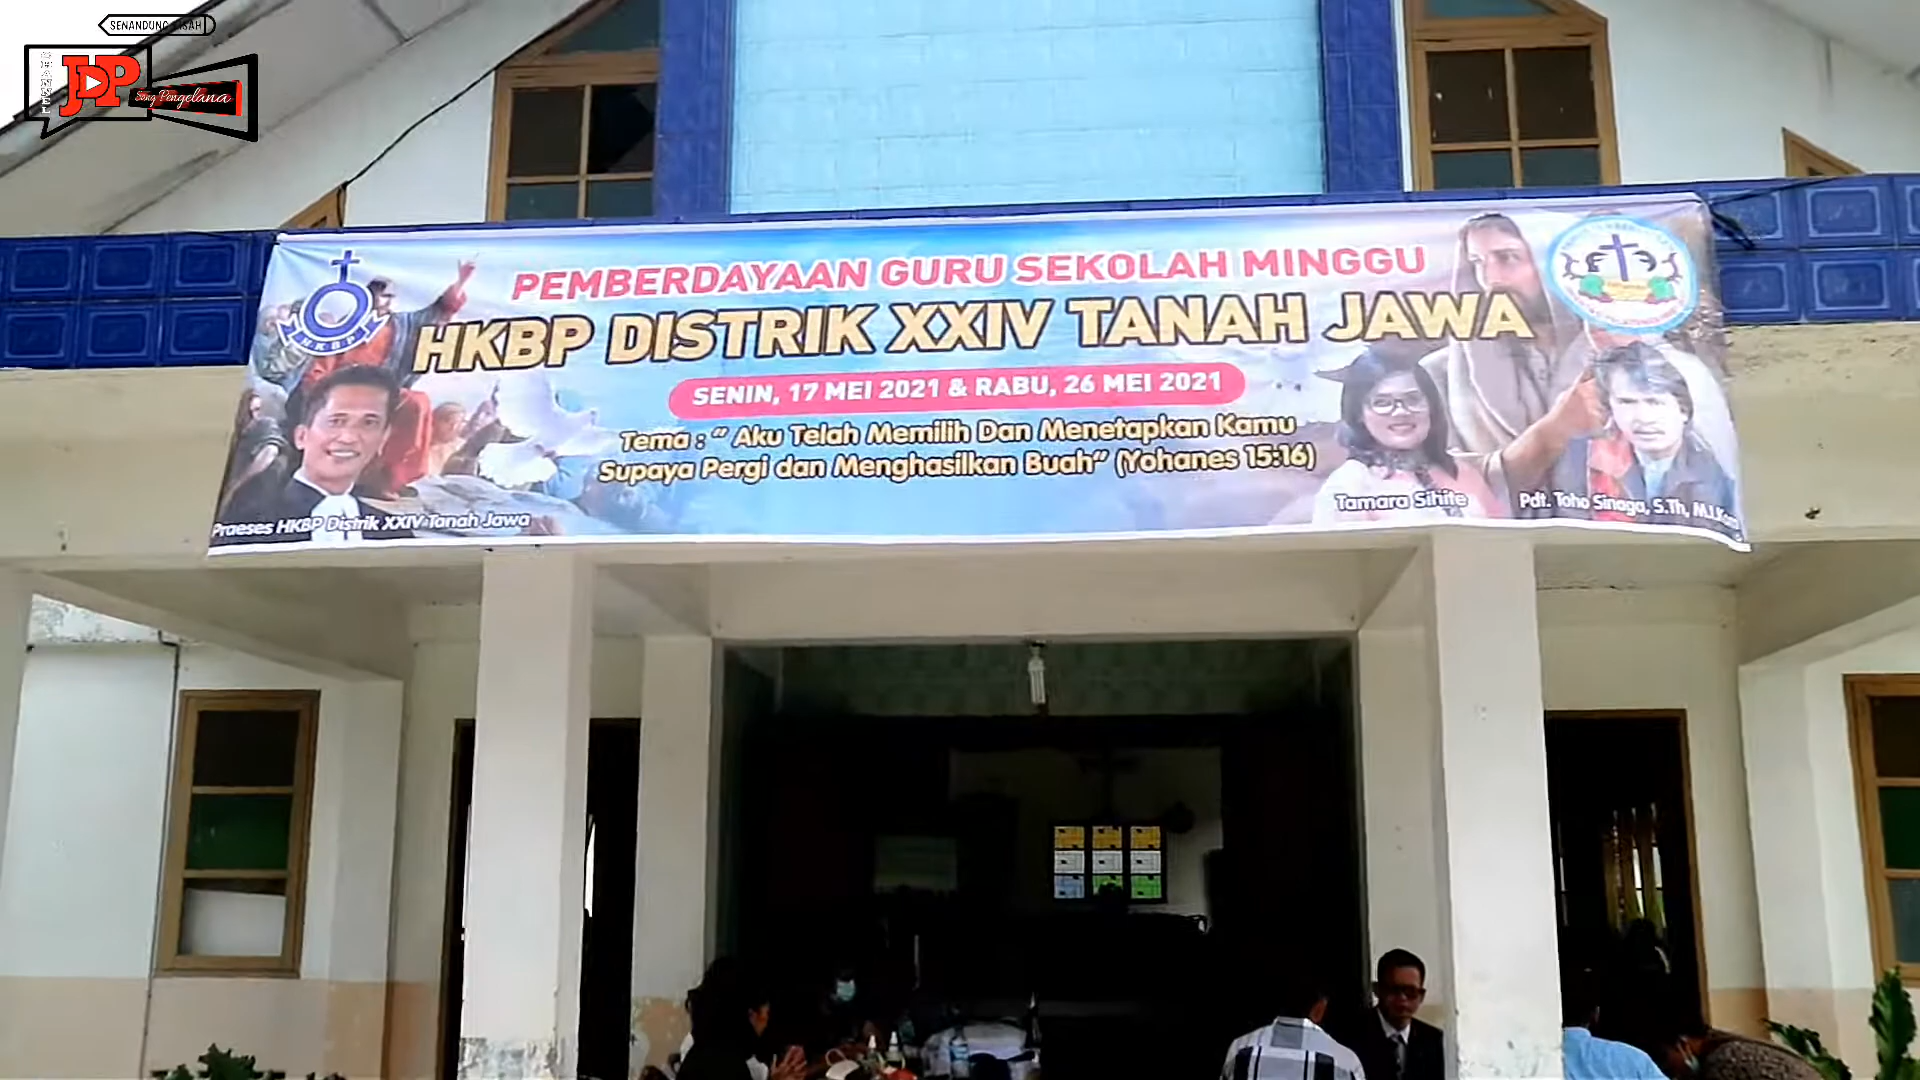 SENANDUNG KISAH
CHANNEL
JDP
Sang Pengelana
PEMBERDAYAAN GURU SEKOLAH MINGGU
HKBP DISTRIK XXIV TANAH JAWA
SENIN, 17 MEI 2021 & RABU, 26 MEI 2021
Tema : " Aku Telah Memilih Dan Menetapkan Kamu
Supaya Pergi dan Menghasilkan Buah" (Yohanes 15:16)
HKBP
Praeses HKBP Distrik XXIV Tanah Jawa
Tamara Sihite
Pdt. Toho Sinaga, S.Th, M.I.Kom